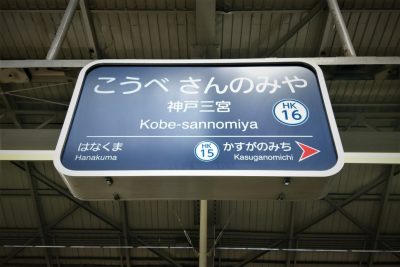 こうべ さんのみや
神戸三宮
HK
16
Kobe-sannomiya
はなくま
Hanakuma
HK
15
かすがのみち
Kasuganomichi